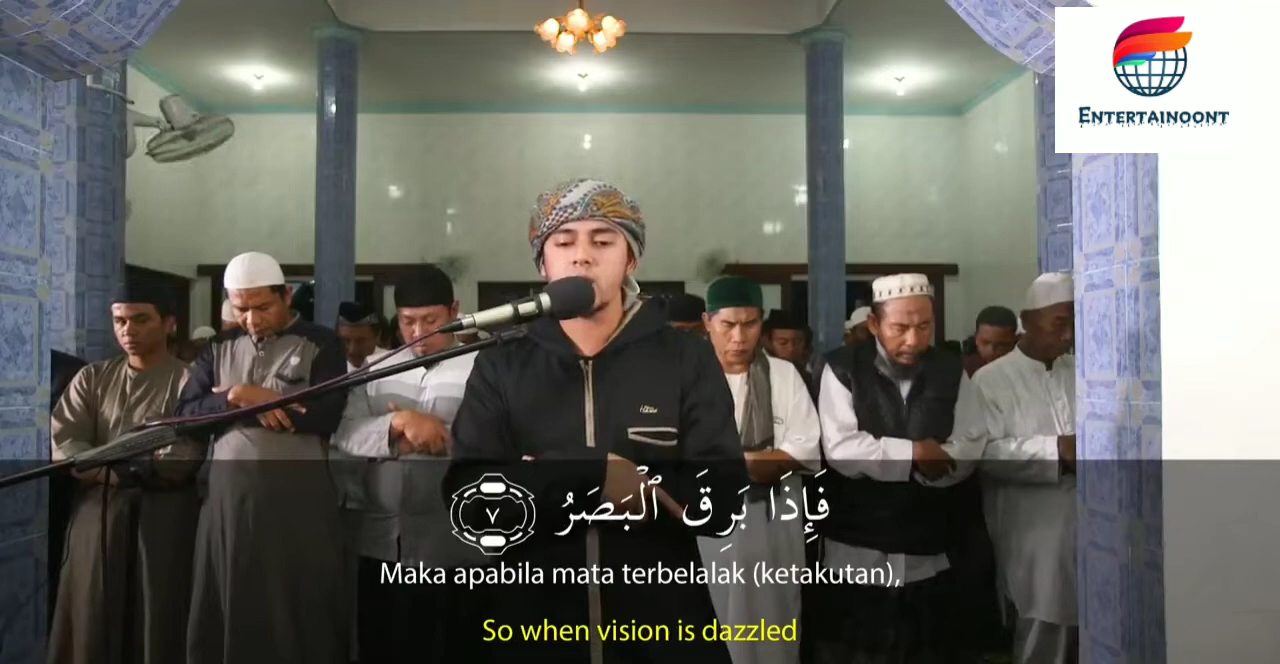 ENTERTAINOONT
فَإِذَا بَرِقَ ٱلْبَصَرُ ٧
Maka apabila mata terbelalak (ketakutan),
So when vision is dazzled